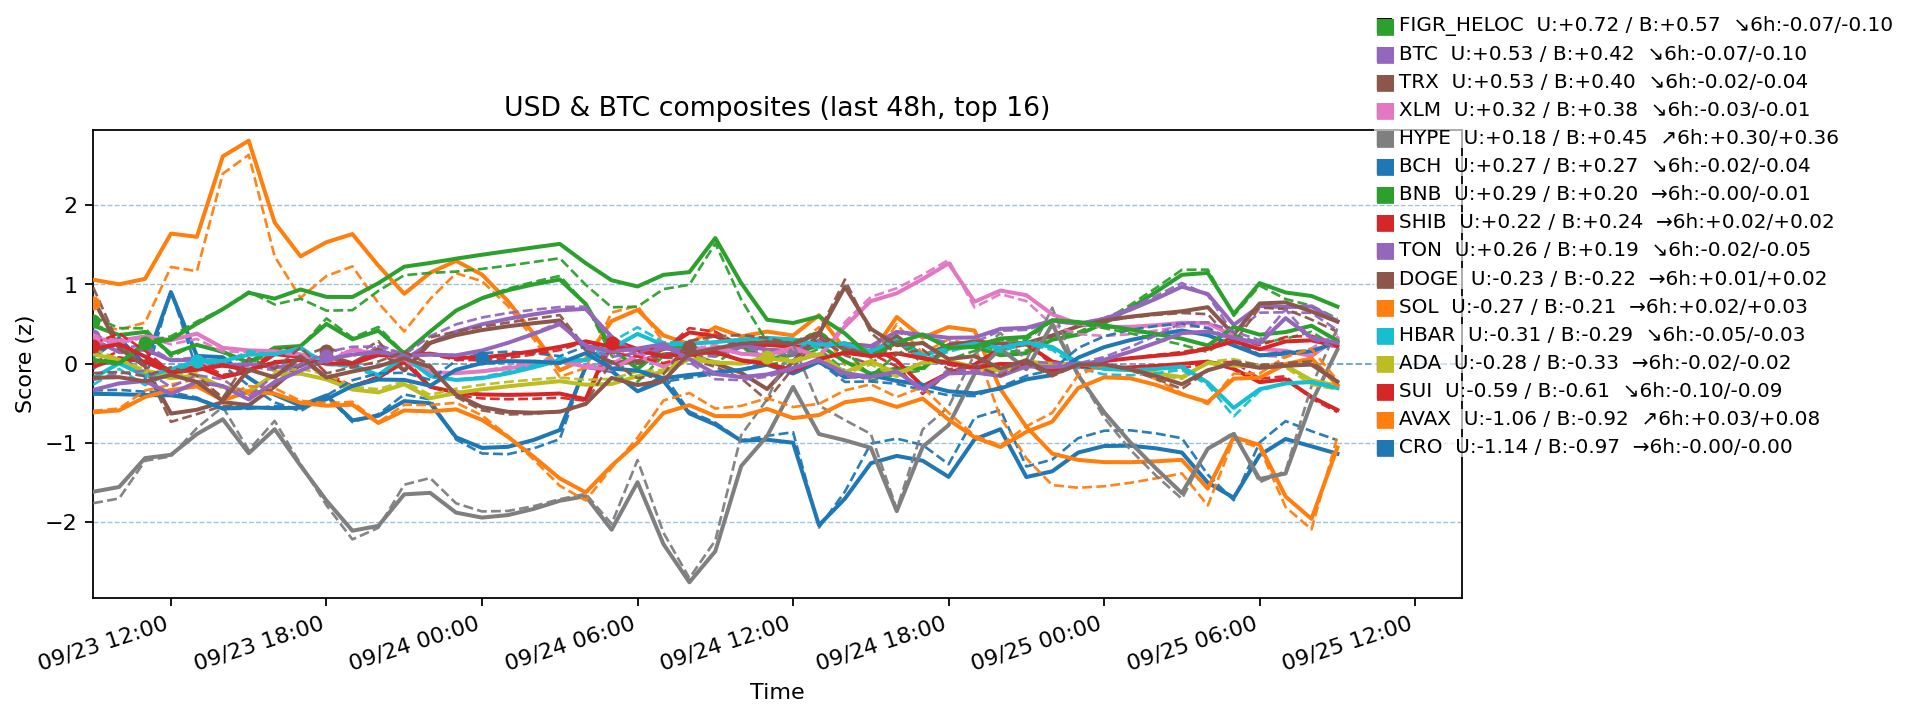 FIGR_HELOC U:+0.72 / B:+0.57 ↘6h:-0.07/-0.10
BTC U:+0.53 / B:+0.42 ↘6h:-0.07/-0.10
TRX U:+0.53 / B:+0.40 ↘6h:-0.02/-0.04
XLM U:+0.32 / B:+0.38 ↘6h:-0.03/-0.01
HYPE U:+0.18 / B:+0.45 ↗6h:+0.30/+0.36
BCH U:+0.27 / B:+0.27 ↘6h:-0.02/-0.04
BNB U:+0.29 / B:+0.20 →6h:-0.00/-0.01
SHIB U:+0.22 / B:+0.24 →6h:+0.02/+0.02
TON U:+0.26 / B:+0.19 ↘6h:-0.02/-0.05
DOGE U:-0.23 / B:-0.22 →6h:+0.01/+0.02
SOL U:-0.27 / B:-0.21 →6h:+0.02/+0.03
HBAR U:-0.31 / B:-0.29 ↘6h:-0.05/-0.03
ADA U:-0.28 / B:-0.33 →6h:-0.02/-0.02
SUI U:-0.59 / B:-0.61 ↘6h:-0.10/-0.09
AVAX U:-1.06 / B:-0.92 ↗6h:+0.03/+0.08
CRO U:-1.14 / B:-0.97 →6h:-0.00/-0.00
USD & BTC composites (last 48h, top 16)
Score (z)
2
1
0
−1
−2
09/23 12:00
09/23 18:00
09/24 00:00
09/24 06:00
09/24 12:00
09/24 18:00
09/25 00:00
09/25 06:00
09/25 12:00
Time